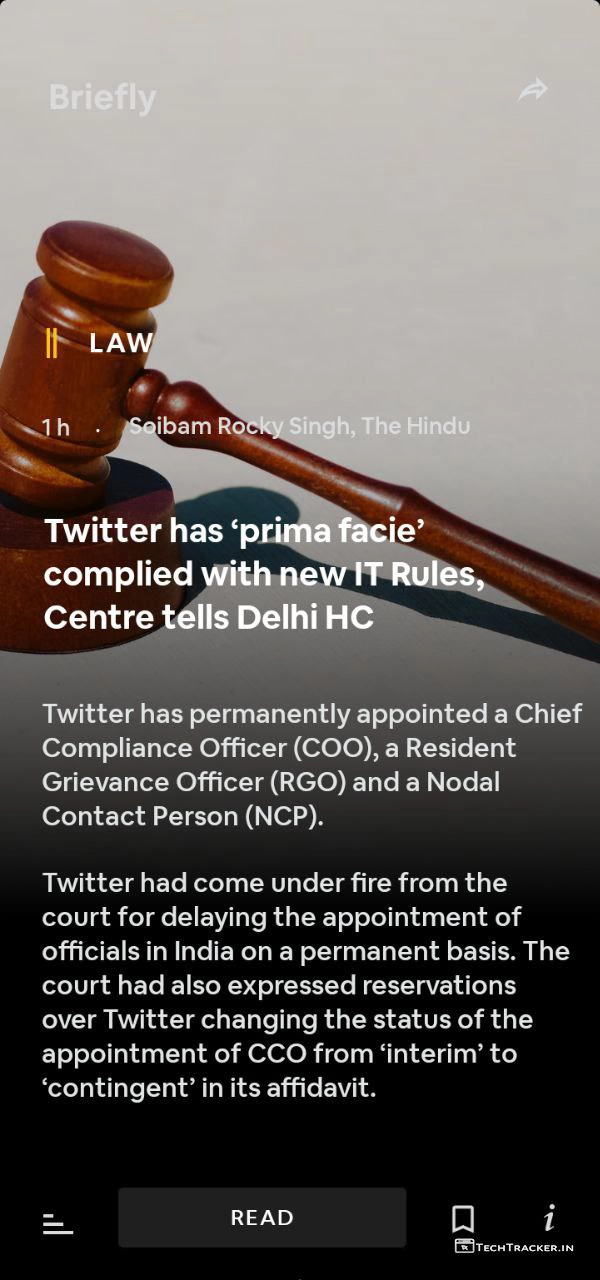 Briefly
LAW
1 h · Soibam Rocky Singh, The Hindu
Twitter has ‘prima facie’
complied with new IT Rules,
Centre tells Delhi HC
Twitter has permanently appointed a Chief
Compliance Officer (COO), a Resident
Grievance Officer (RGO) and a Nodal
Contact Person (NCP).
Twitter had come under fire from the
court for delaying the appointment of
officials in India on a permanent basis. The
court had also expressed reservations
over Twitter changing the status of the
appointment of CCO from ‘interim’ to
‘contingent’ in its affidavit.
READ
i
TECHTRACKER.IN